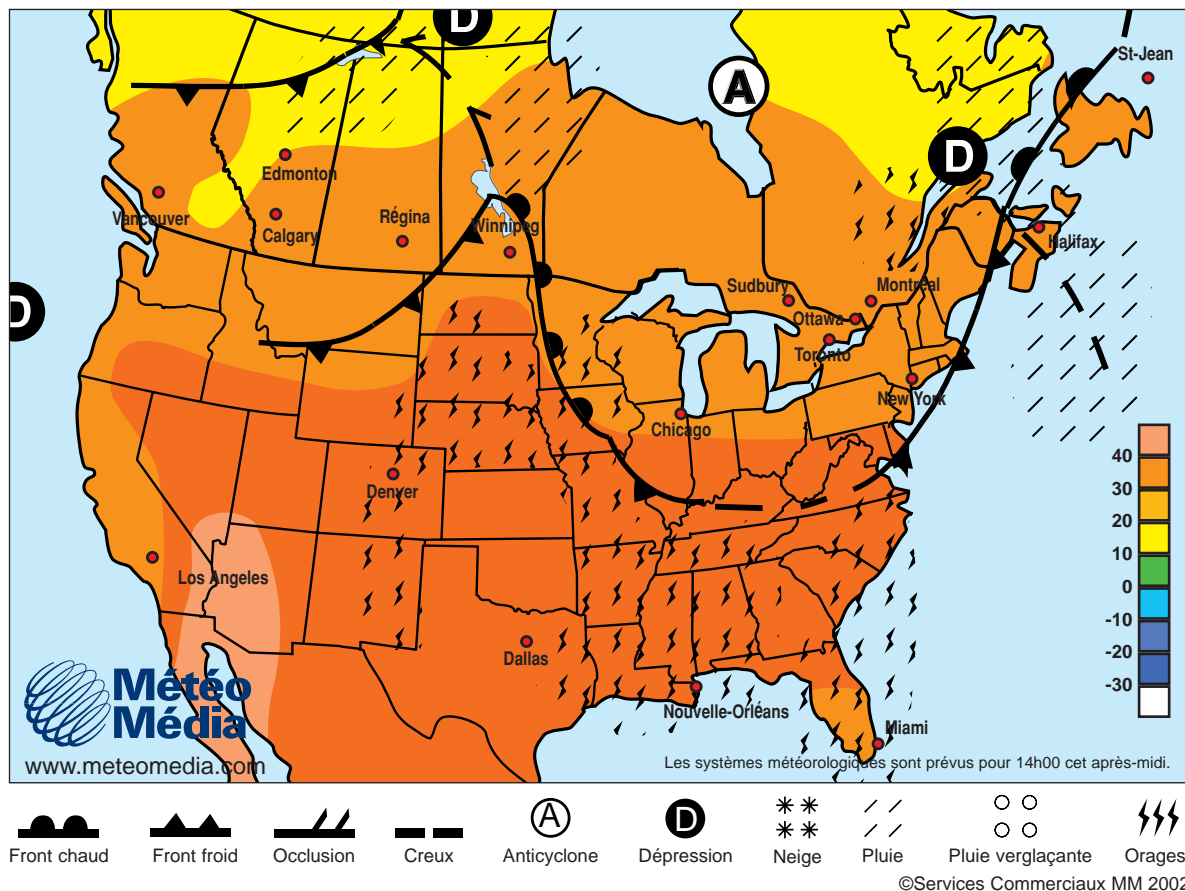 D
St-Jean
A
D
Edmonton
Vancouver
Calgary
Régina
Winnipeg
Halifax
D
Sudbury
Montréal
Ottawa
Toronto
New York
Chicago
Denver
Los Angeles
Dallas
Nouvelle-Orléans
Miami
40
30
20
10
0
-10
20
-30
Météo
Média
www.meteomedia.com
Les systèmes météorologiques sont prévus pour 14h00 cet après-midi.
A
D
Front chaud
Front froid
Occlusion
Creux
Anticyclone
Dépression
Neige
Pluie
Pluie verglaçante
Orages
©Services Commerciaux MM 2002